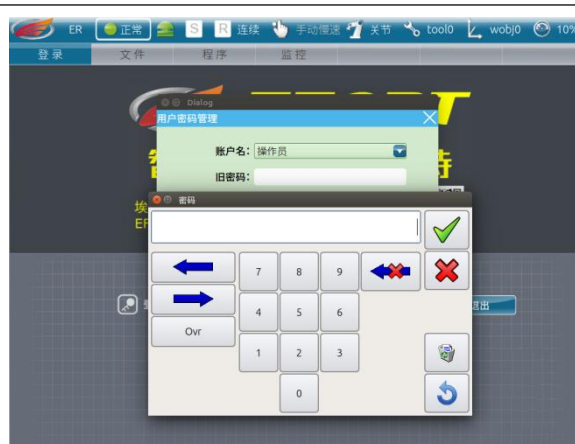 ER 正常 S R 连续 手动慢速 关节 tool0 wobj0 10%
登录 文件 程序 监控
Dialog
用户密码管理
账户名: 操作员
旧密码:
密码
埃
7 8 9
4 5 6
Ovr
1 2 3
0
退出